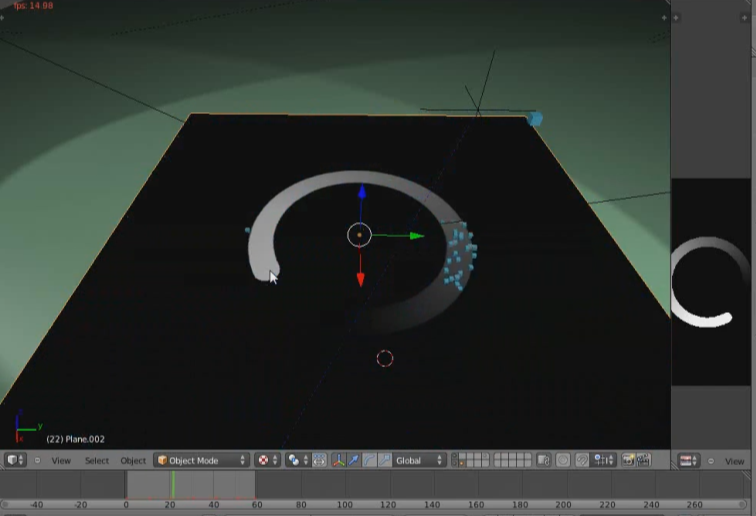 fps: 14.88
z
y
x
(22) Plane.002
View Select Object Object Mode Global View
-40 -20 0 20 40 60 80 100 120 140 160 180 200 220 240 260